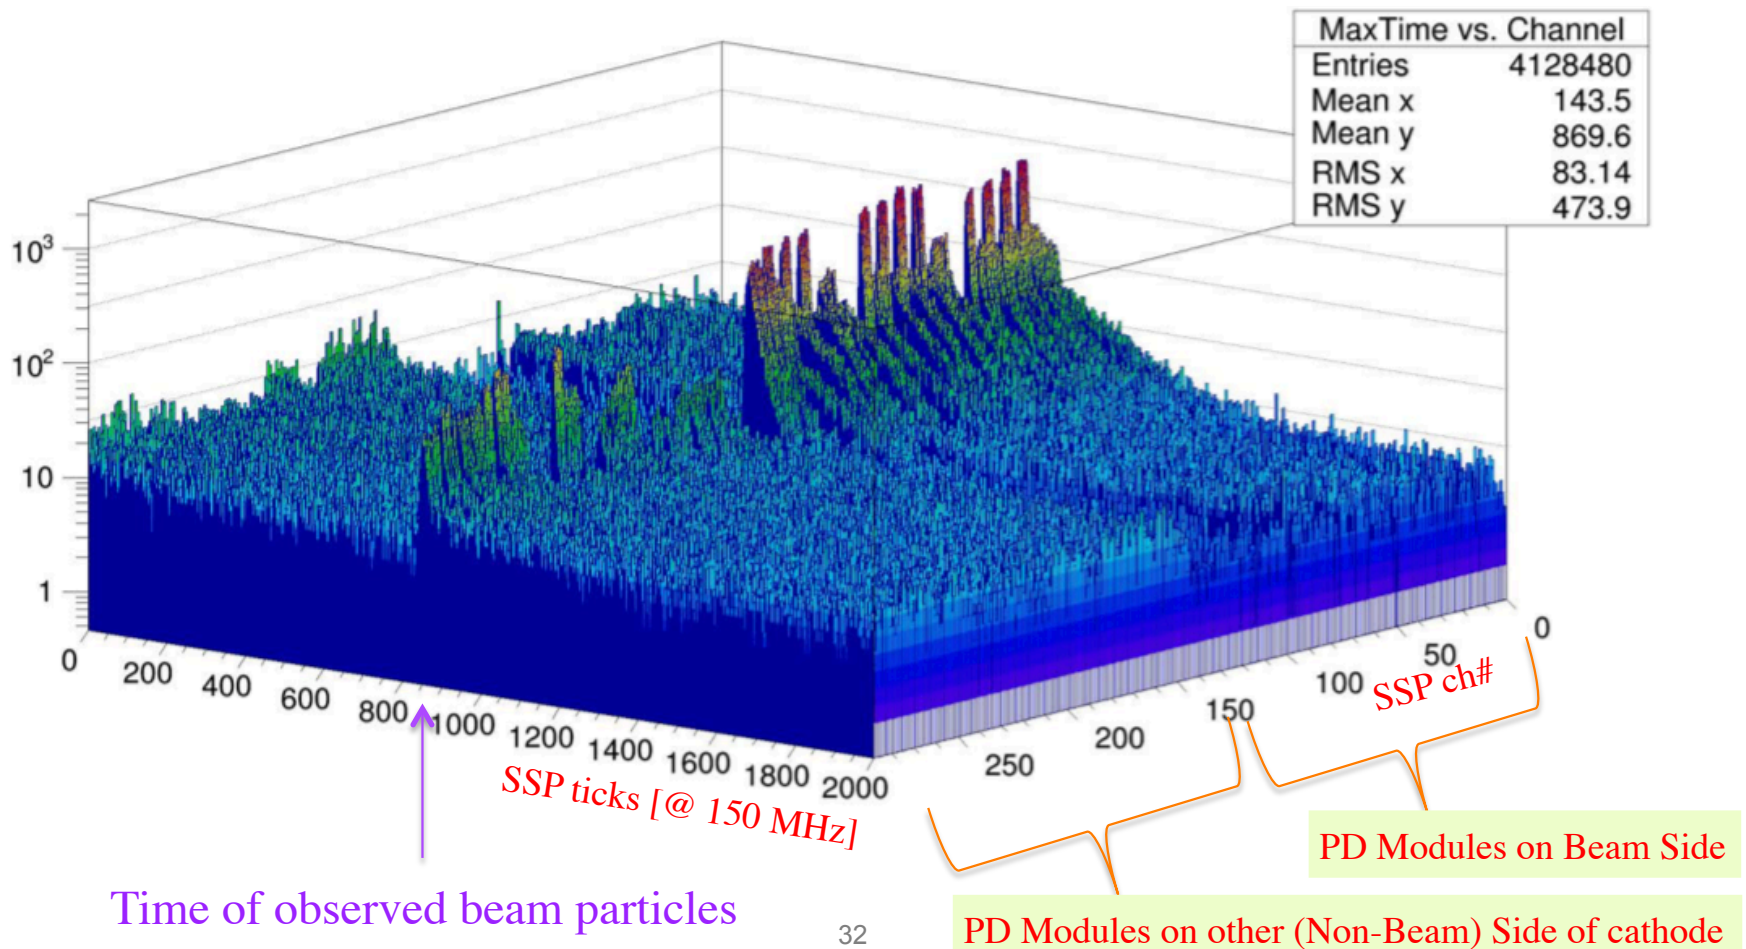 MaxTime vs. Channel
Entries 4128480
Mean x 143.5
Mean y 869.6
RMS x 83.14
RMS y 473.9
10³
10²
10
1
0
200
400
600
800
1000
1200
1400
1600
1800
2000
SSP ticks [@ 150 MHz]
0
50
100
150
200
250
SSP ch#
PD Modules on Beam Side
Time of observed beam particles
32
PD Modules on other (Non-Beam) Side of cathode